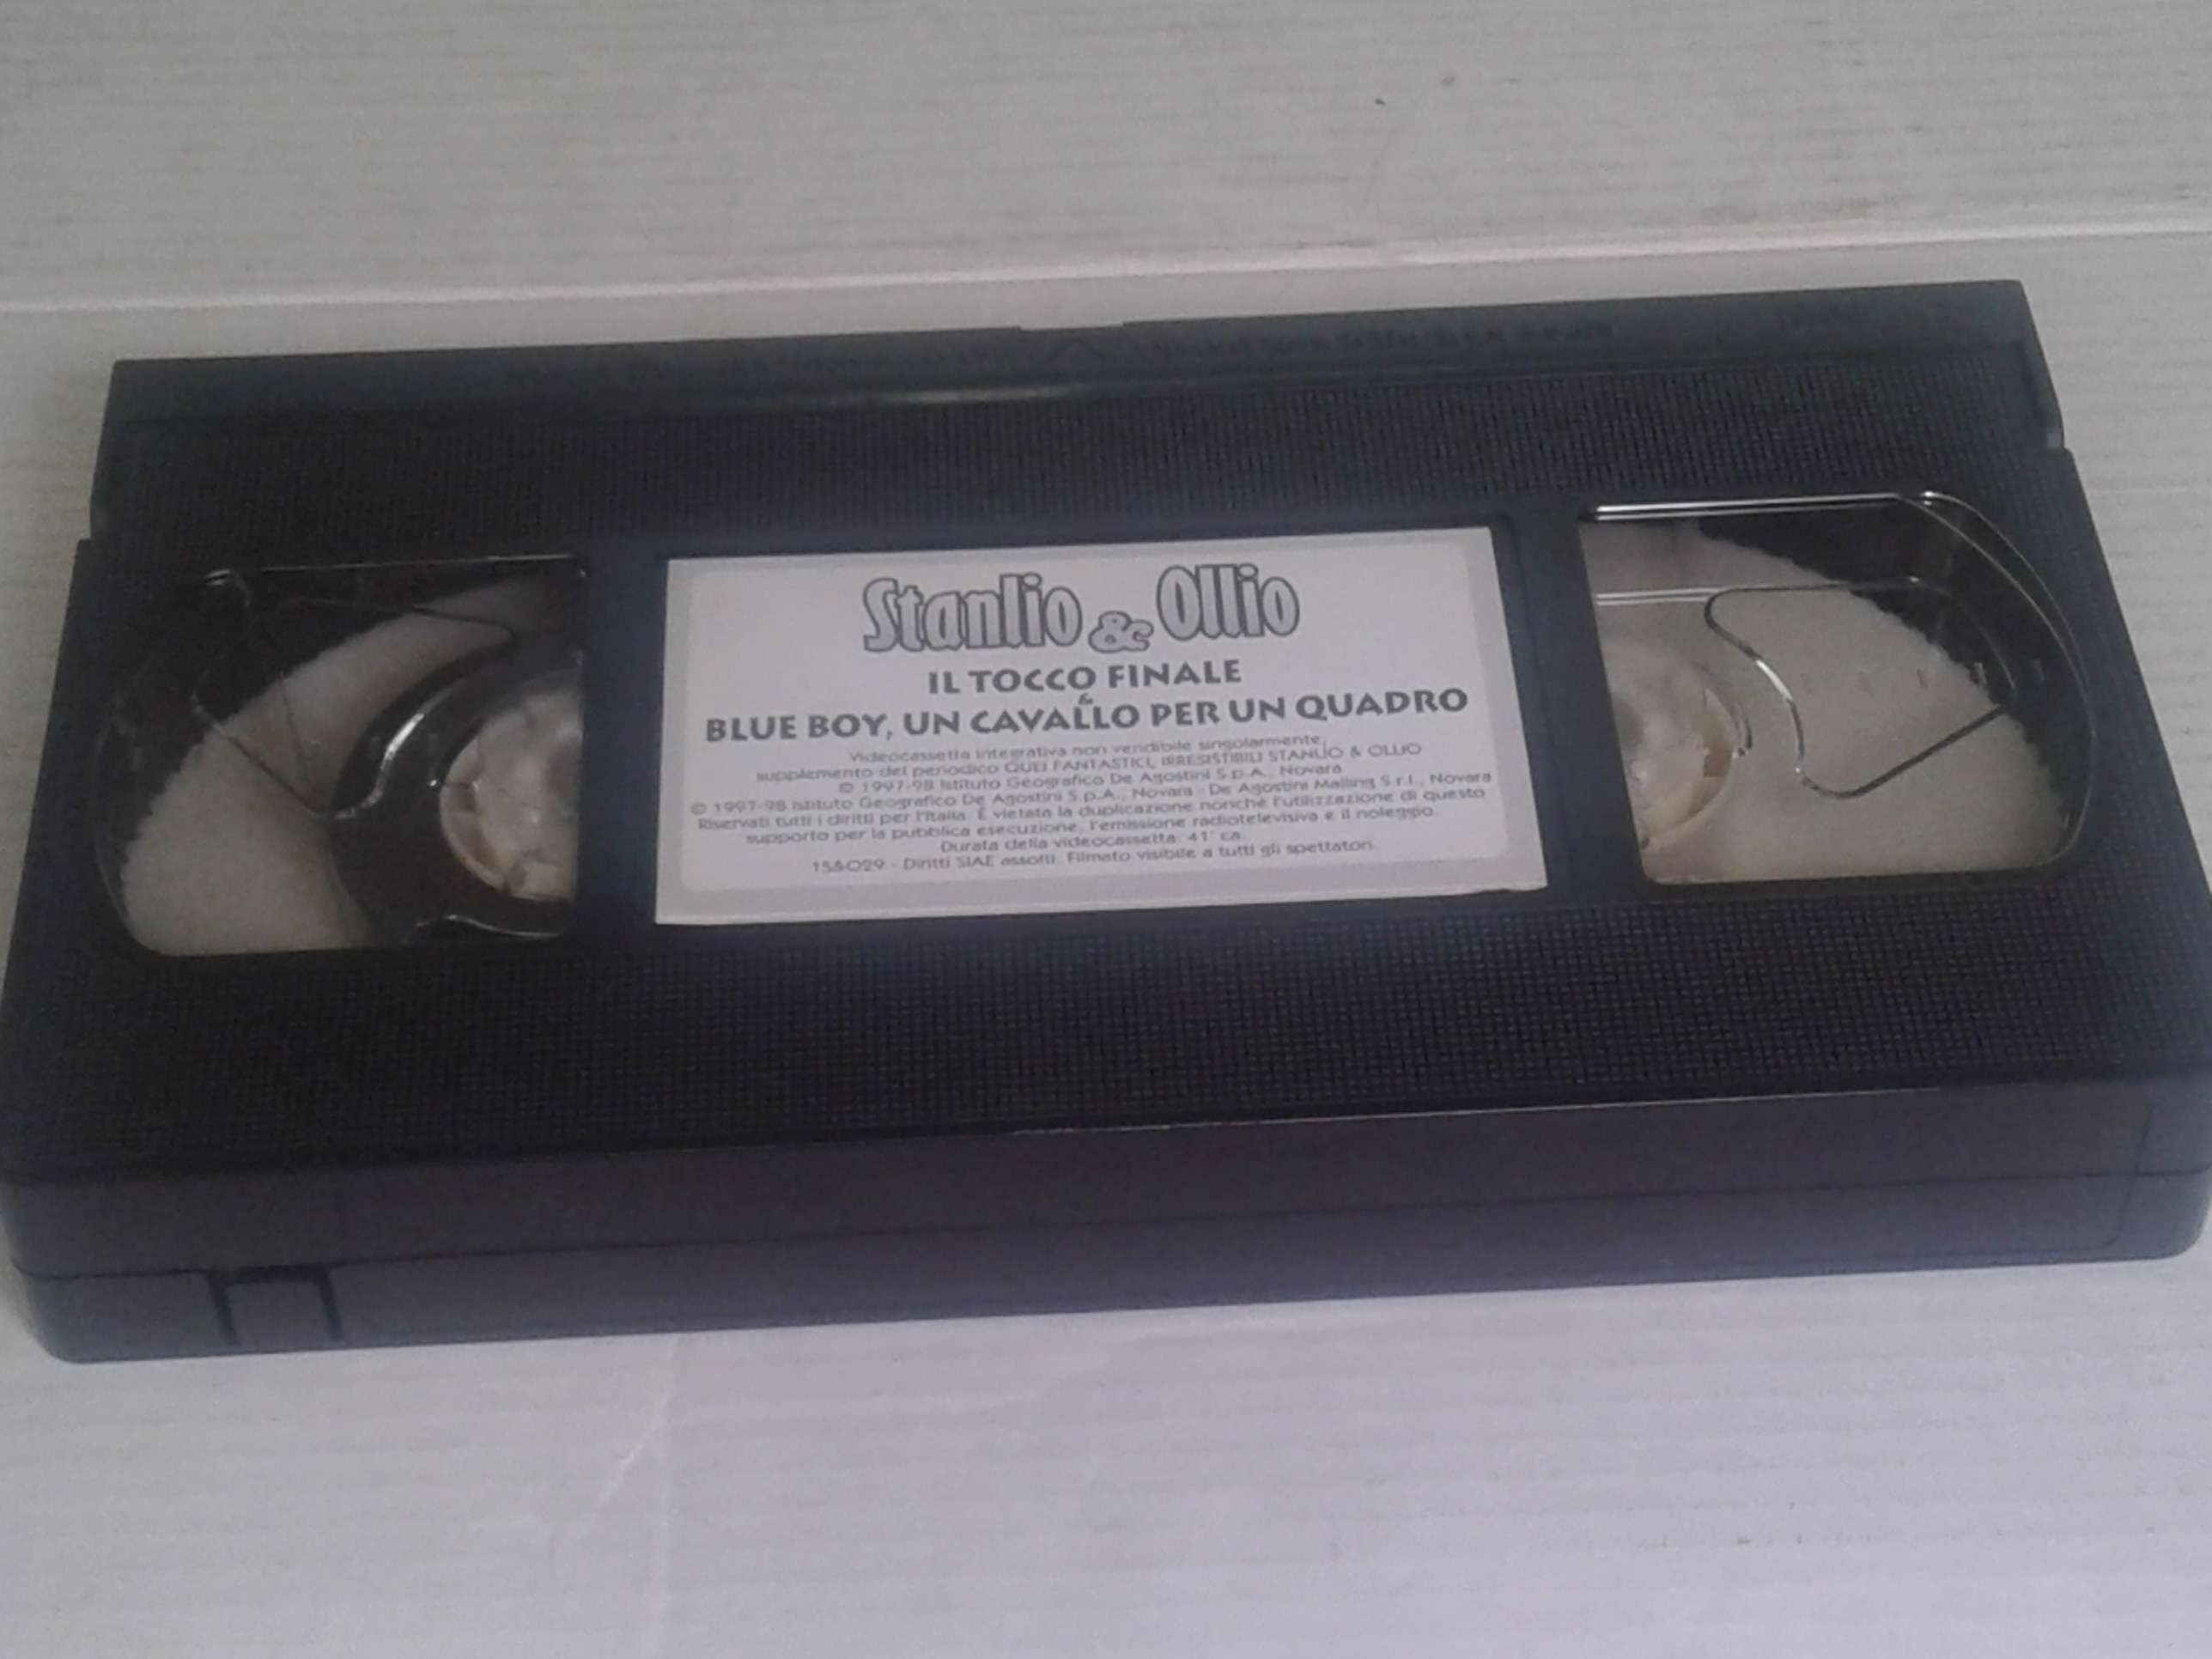 Stanlio & Ollio
IL TOCCO FINALE
&
BLUE BOY, UN CAVALLO PER UN QUADRO
Videocassetta integrativa non vendibile singolarmente,
supplemento del periodico QUEI FANTASTICI, IRRESISTIBILI STANLIO & OLLIO
© 1997-98 Istituto Geografico De Agostini S.p.A., Novara
© 1997-98 Istituto Geografico De Agostini S.p.A., Novara - De Agostini Mailing S.r.l., Novara
Riservati tutti i diritti per l'Italia. È vietata la duplicazione nonchè l'utilizzazione di questo
supporto per la pubblica esecuzione, l'emissione radiotelevisiva e il noleggio.
Durata della videocassetta: 41' ca.
15&029 - Diritti SIAE assolti. Filmato visibile a tutti gli spettatori.